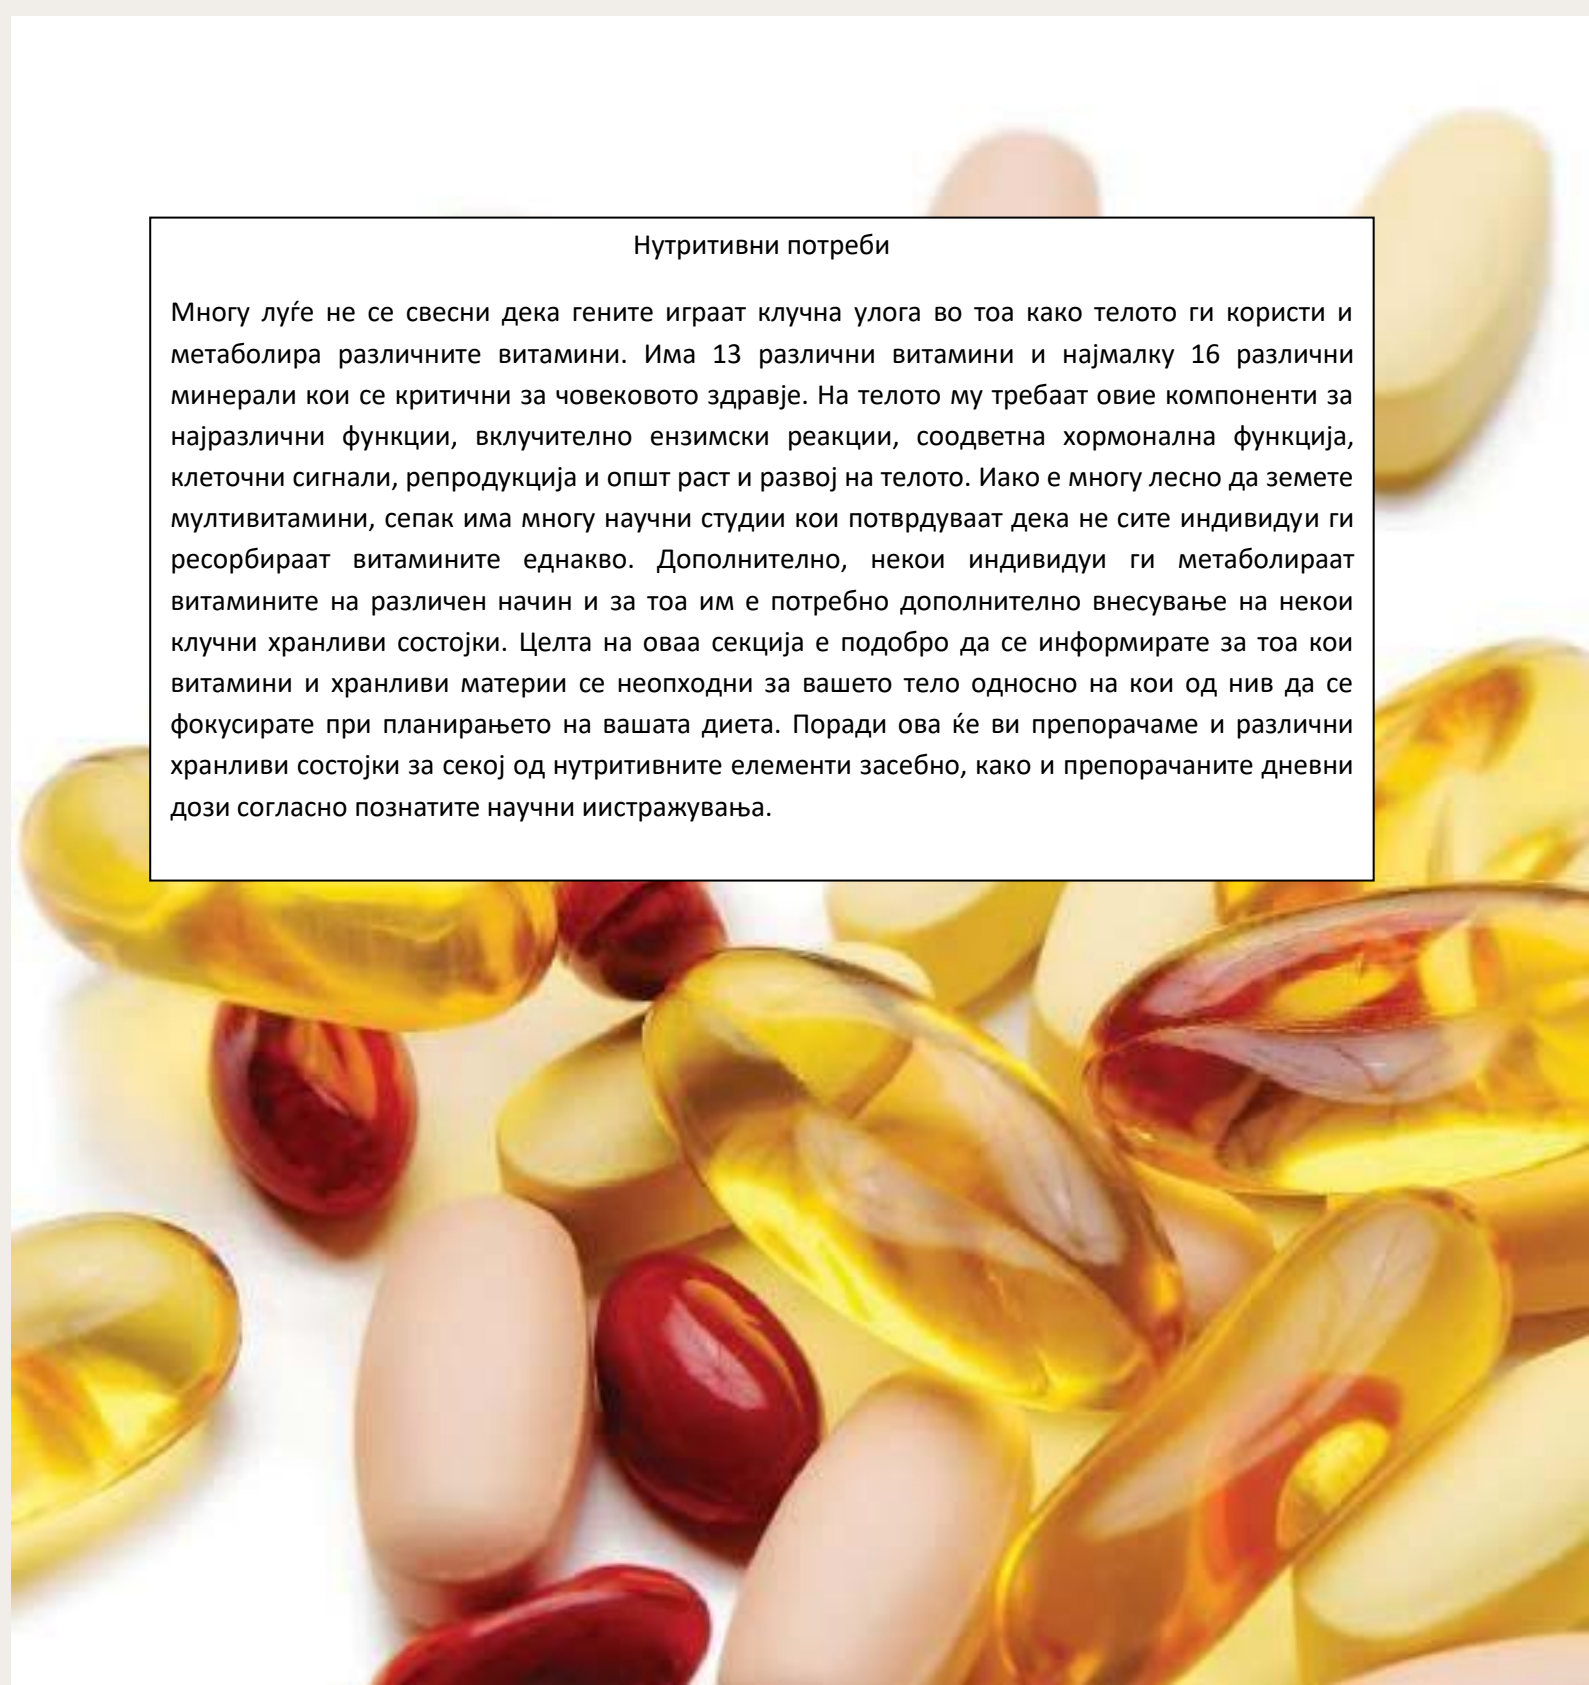 Нутритивни потреби
Многу луѓе не се свесни дека гените играат клучна улога во тоа како телото ги користи и
метаболира различните витамини. Има 13 различни витамини и најмалку 16 различни
минерали кои се критични за човековото здравје. На телото му требаат овие компоненти за
најразлични функции, вклучително ензимски реакции, соодветна хормонална функција,
клеточни сигнали, репродукција и општ раст и развој на телото. Иако е многу лесно да земете
мултивитамини, сепак има многу научни студии кои потврдуваат дека не сите индивидуи ги
ресорбираат витамините еднакво. Дополнително, некои индивидуи ги метаболираат
витамините на различен начин и за тоа им е потребно дополнително внесување на некои
клучни хранливи состојки. Целта на оваа секција е подобро да се информирате за тоа кои
витамини и хранливи материи се неопходни за вашето тело односно на кои од нив да се
фокусирате при планирањето на вашата диета. Поради ова ќе ви препорачаме и различни
хранливи состојки за секој од нутритивните елементи засебно, како и препорачаните дневни
дози согласно познатите научни иистражувања.